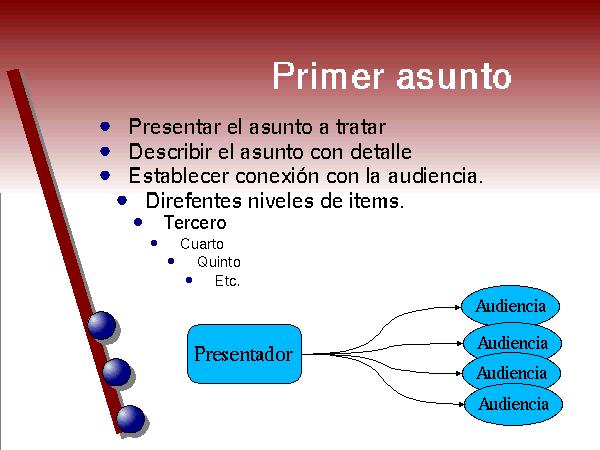 Primer asunto
Presentar el asunto a tratar
Describir el asunto con detalle
Establecer conexión con la audiencia.
Direfentes niveles de items.
Tercero
Cuarto
Quinto
Etc.
Audiencia
Audiencia
Presentador
Audiencia
Audiencia